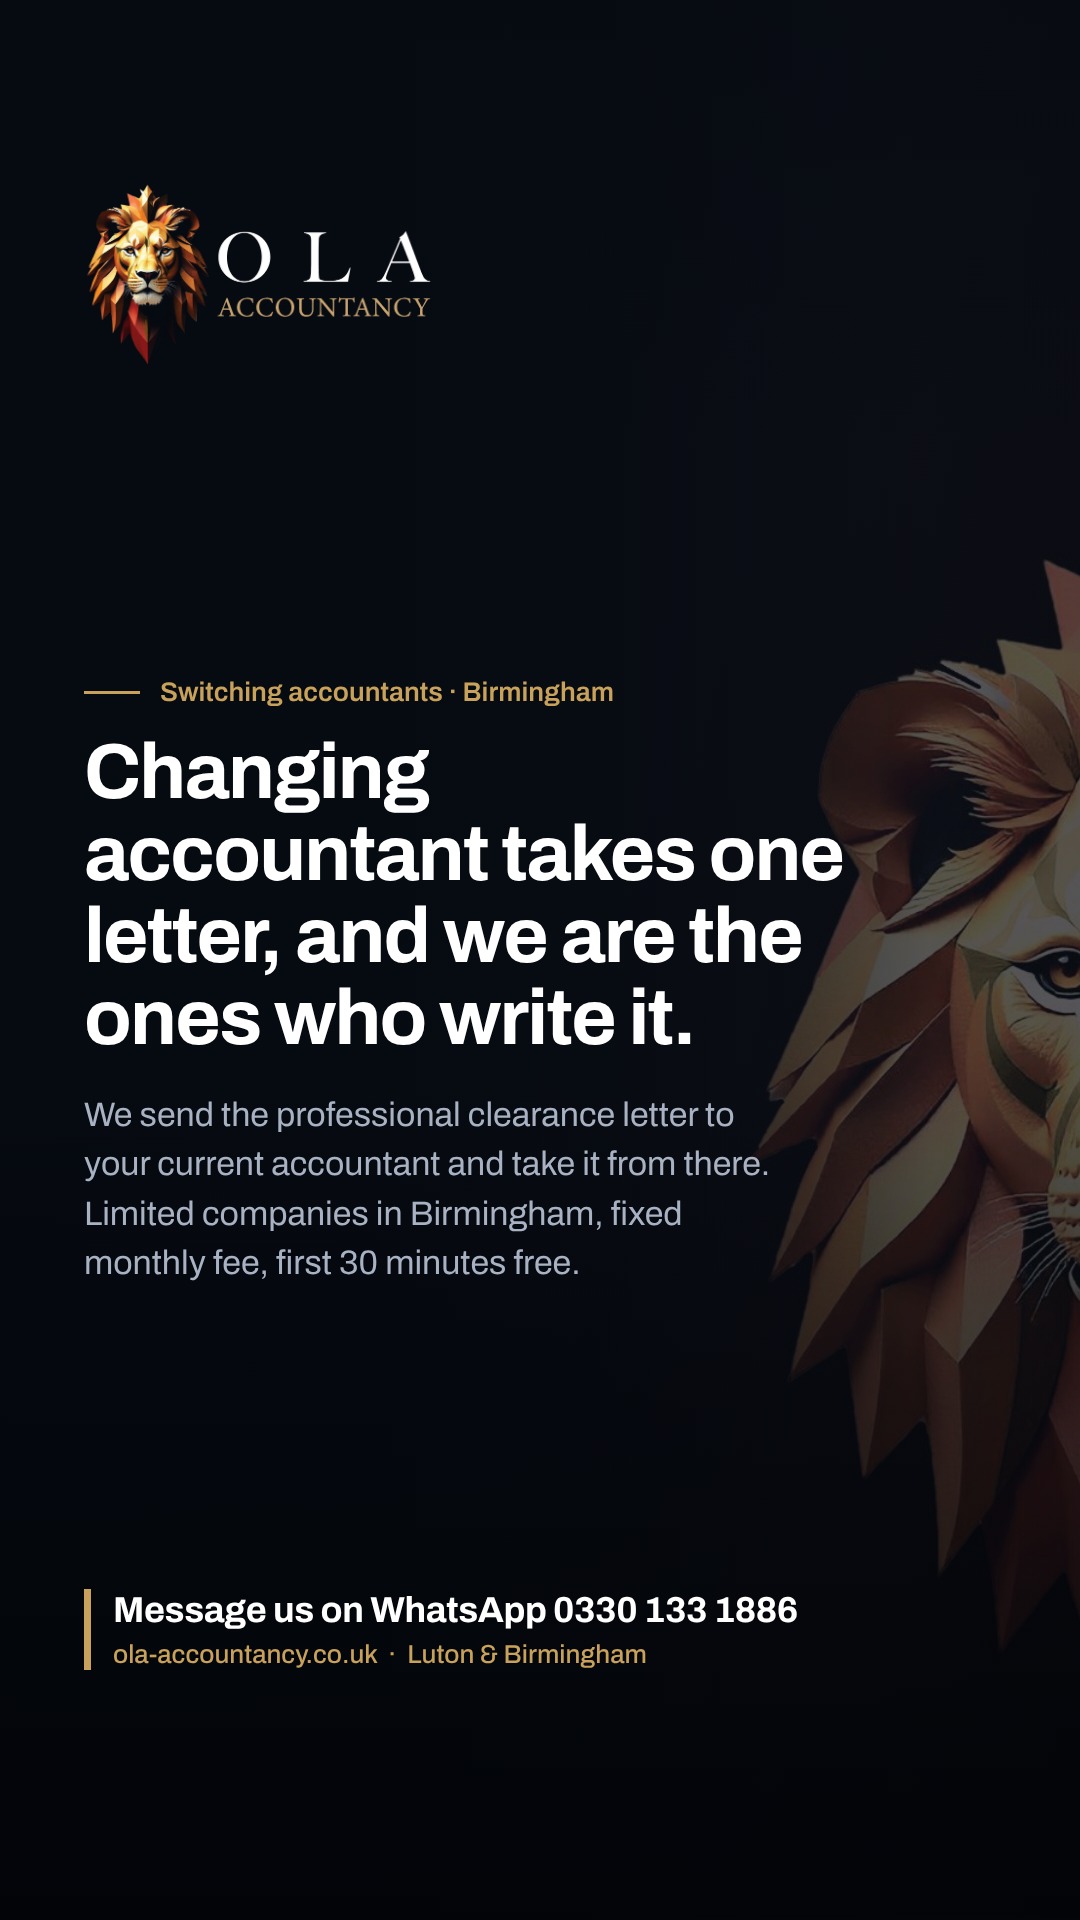 OLA
ACCOUNTANCY
Switching accountants · Birmingham
Changing
accountant takes one
letter, and we are the
ones who write it.
We send the professional clearance letter to
your current accountant and take it from there.
Limited companies in Birmingham, fixed
monthly fee, first 30 minutes free.
Message us on WhatsApp 0330 133 1886
ola-accountancy.co.uk · Luton & Birmingham